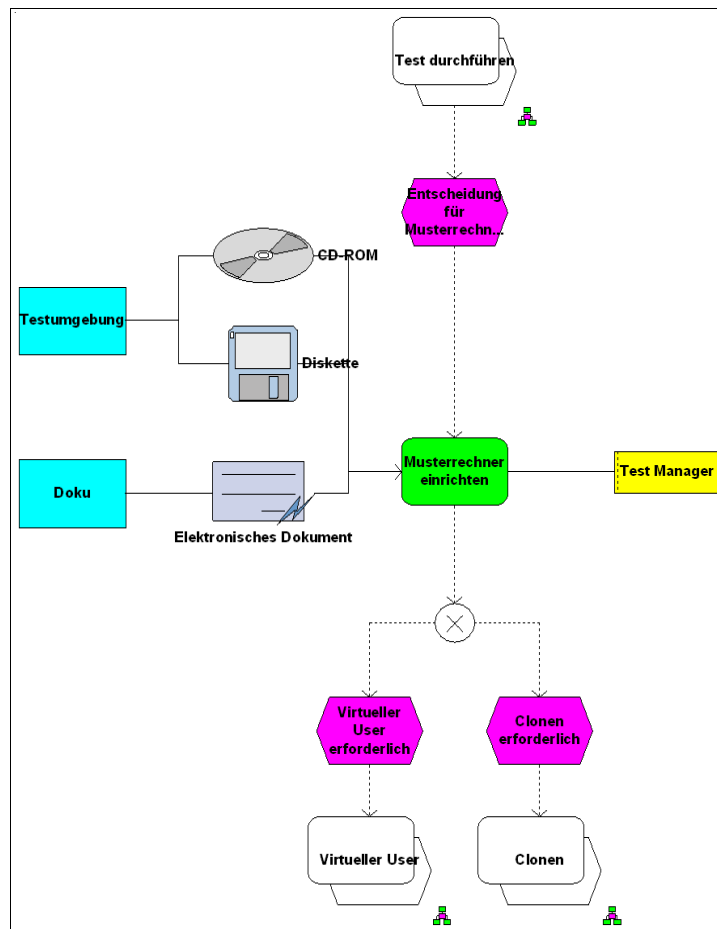 Test durchführen
Entscheidung
für
Musterrechn...
CD-ROM
Testumgebung
Diskette
Musterrechner
einrichten
Test Manager
Doku
Elektronisches Dokument
Virtueller
User
erforderlich
Clonen
erforderlich
Virtueller User
Clonen